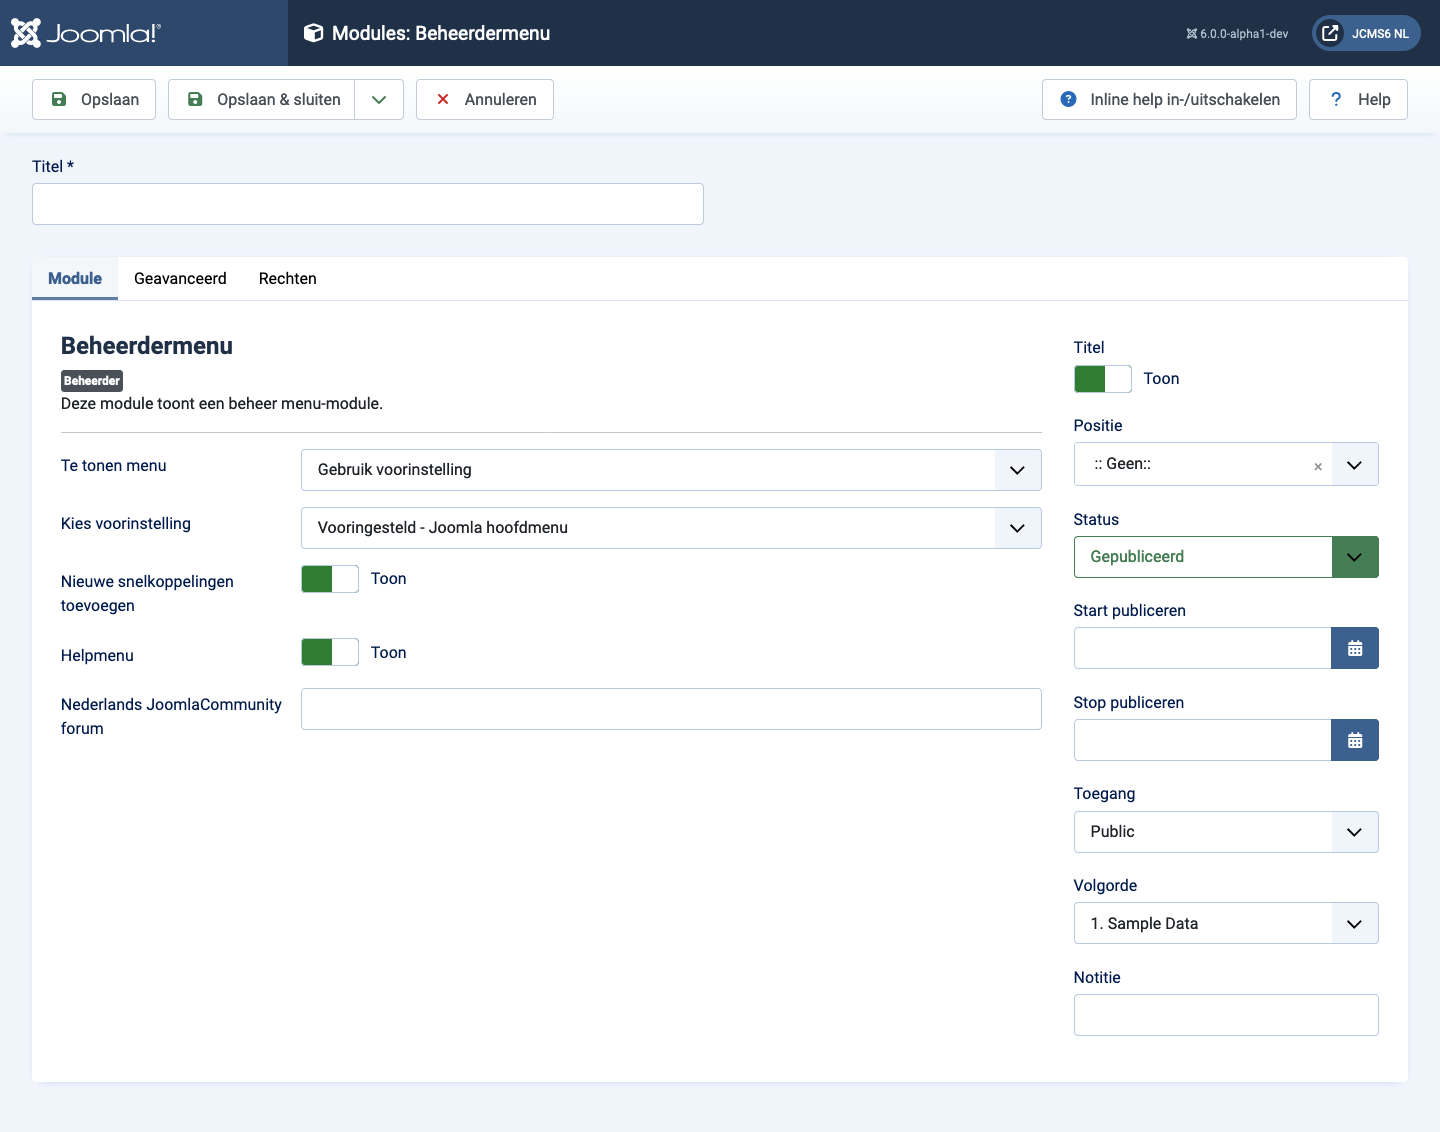 Joomla!®
Modules: Beheerdermenu
6.0.0-alpha1-dev
JCMS6 NL
Opslaan
Opslaan & sluiten
Annuleren
Inline help in-/uitschakelen
Help
Titel *
Module
Geavanceerd
Rechten
Beheerdermenu
Beheerder
Deze module toont een beheer menu-module.
Te tonen menu
Gebruik voorinstelling
Kies voorinstelling
Vooringesteld - Joomla hoofdmenu
Nieuwe snelkoppelingen
toevoegen
Toon
Helpmenu
Toon
Nederlands JoomlaCommunity
forum
Titel
Toon
Positie
:: Geen::
Status
Gepubliceerd
Start publiceren
Stop publiceren
Toegang
Public
Volgorde
1. Sample Data
Notitie